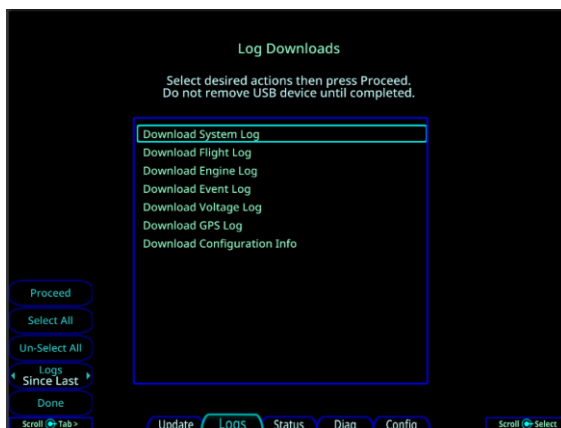 Log Downloads
Select desired actions then press Proceed.
Do not remove USB device until completed.
Download System Log
Download Flight Log
Download Engine Log
Download Event Log
Download Voltage Log
Download GPS Log
Download Configuration Info
Proceed
Select All
Un-Select All
Logs
Since Last
Done
Scroll Tab >
Update
Logs
Status
Diag
Config
Scroll Select